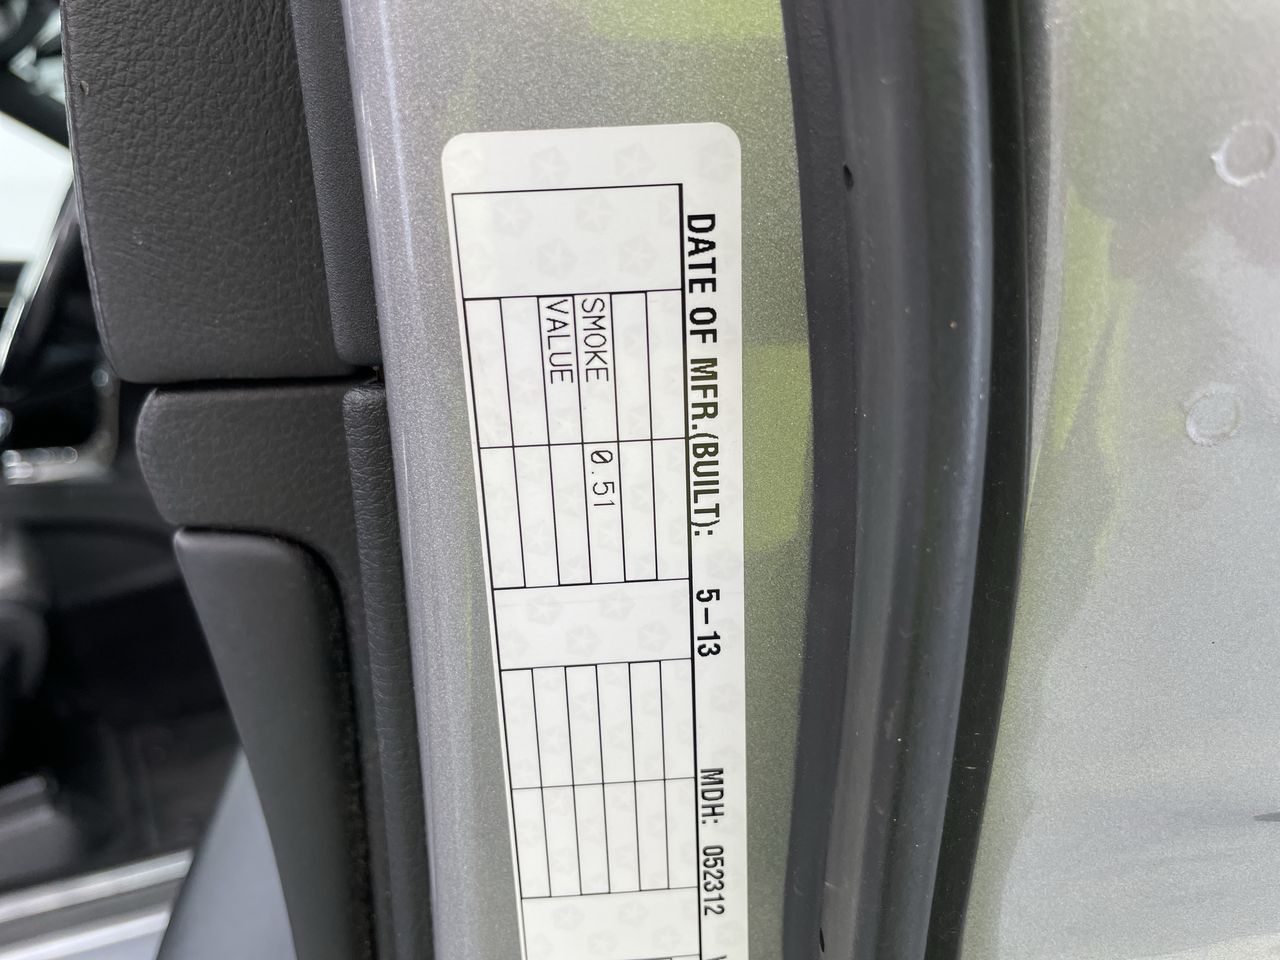 DATE OF MFR.(BUILT): 5-13 MDH: 052312
SMOKE 0.51
VALUE